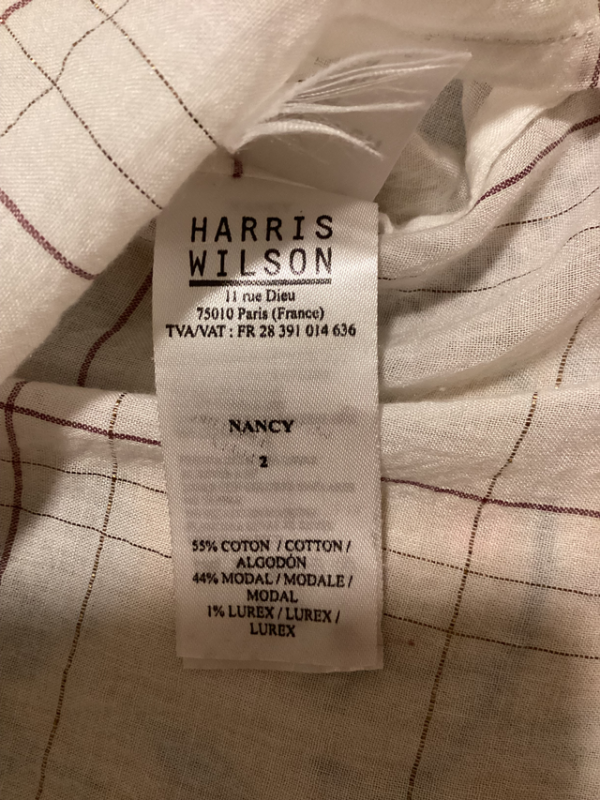 HARRIS
WILSON
11 rue Dieu
75010 Paris (France)
TVA/VAT : FR 28 391 014 636
NANCY
2
55% COTON / COTTON /
ALGODÓN
44% MODAL / MODALE /
MODAL
1% LUREX / LUREX /
LUREX